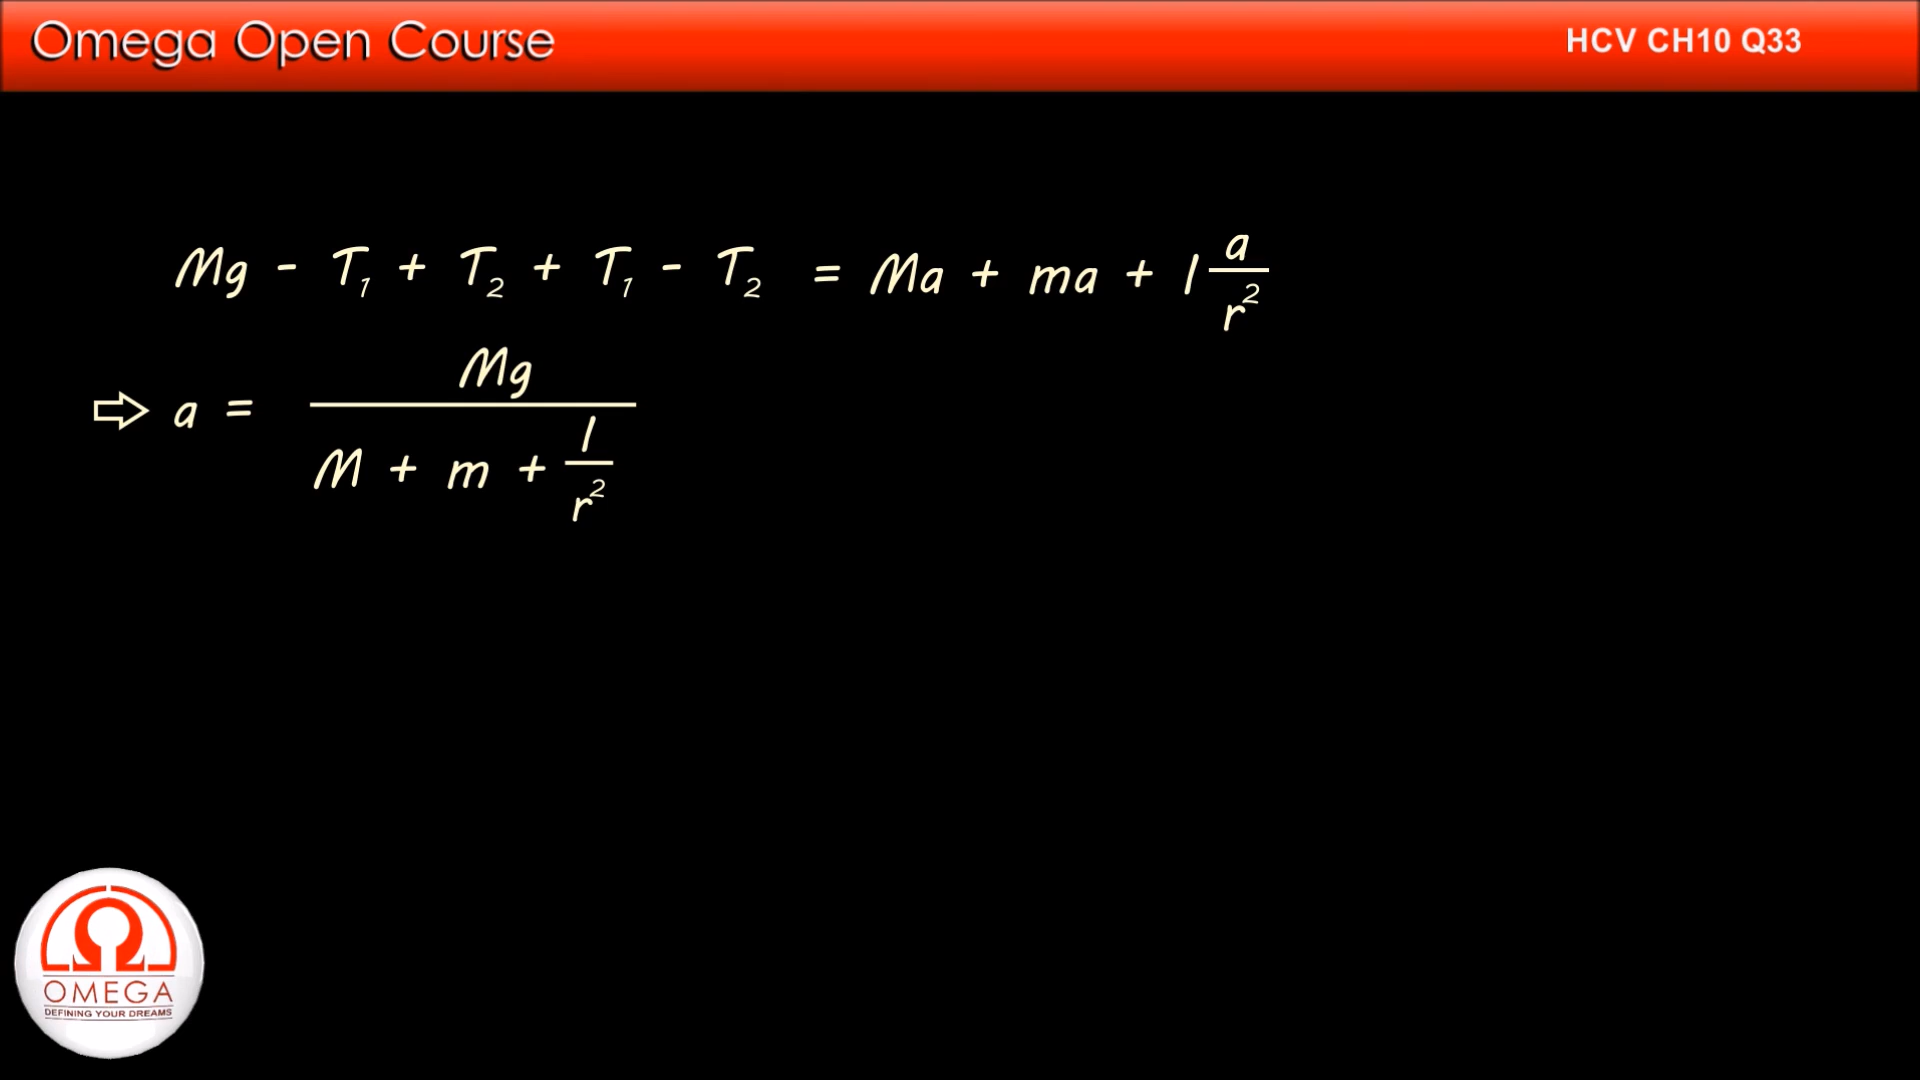 Omega Open Course
HCV CH10 Q33
Mg - T₁ + T₂ + T₁ - T₂ = Ma + ma + I a/r²
⇨ a = Mg / (M + m + I/r²)
OMEGA
DEFINING YOUR DREAMS